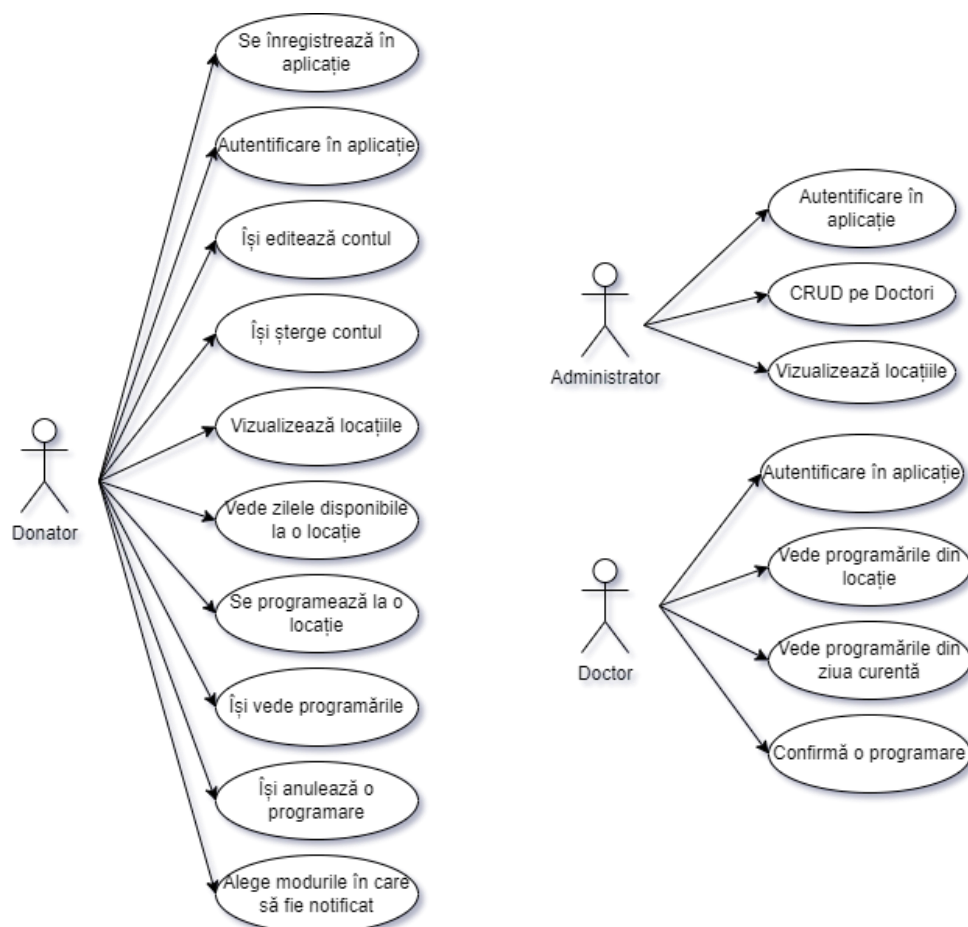 Se înregistrează în
aplicație
Autentificare în aplicație
Își editează contul
Își șterge contul
Vizualizează locațiile
Vede zilele disponibile
la o locație
Se programează la o
locație
Își vede programările
Își anulează o
programare
Alege modurile în care
să fie notificat
Donator
Autentificare în
aplicație
CRUD pe Doctori
Vizualizează locațiile
Administrator
Autentificare în aplicație
Vede programările din
locație
Vede programările din
ziua curentă
Confirmă o programare
Doctor